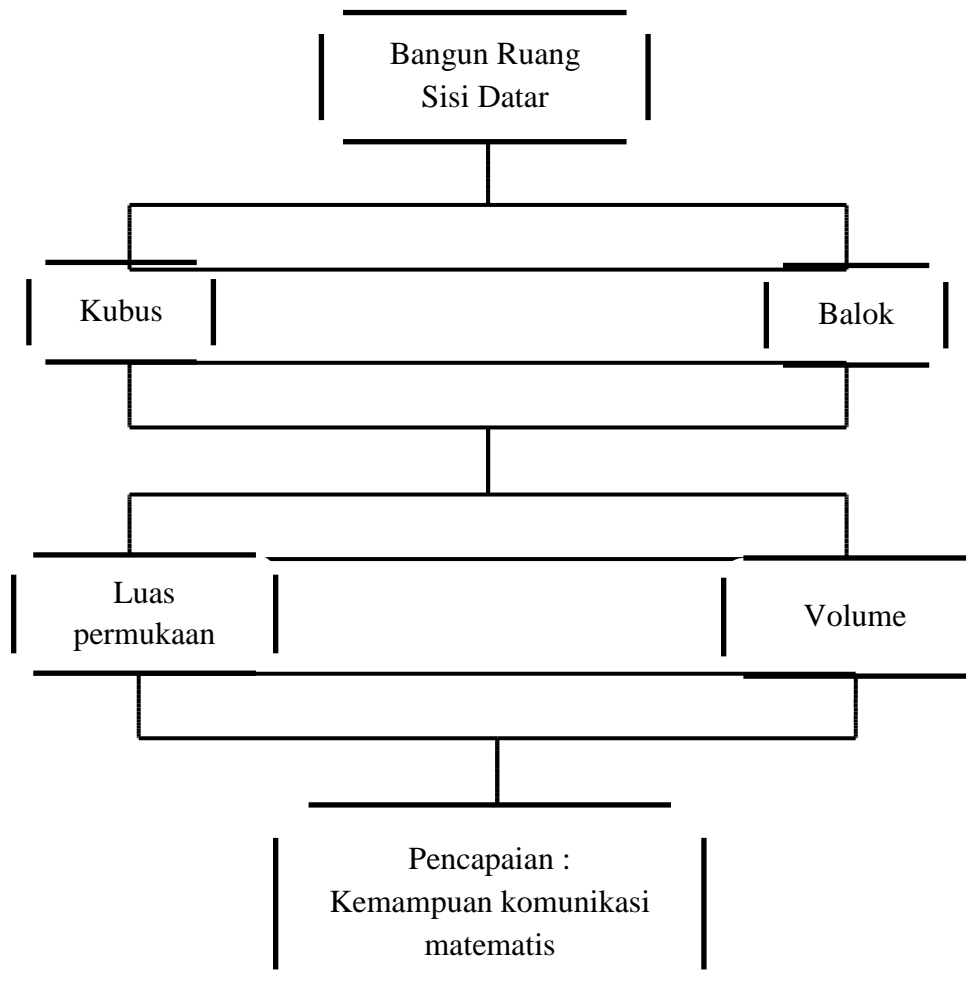 Bangun Ruang
Sisi Datar
Kubus
Balok
Luas
permukaan
Volume
Pencapaian :
Kemampuan komunikasi
matematis